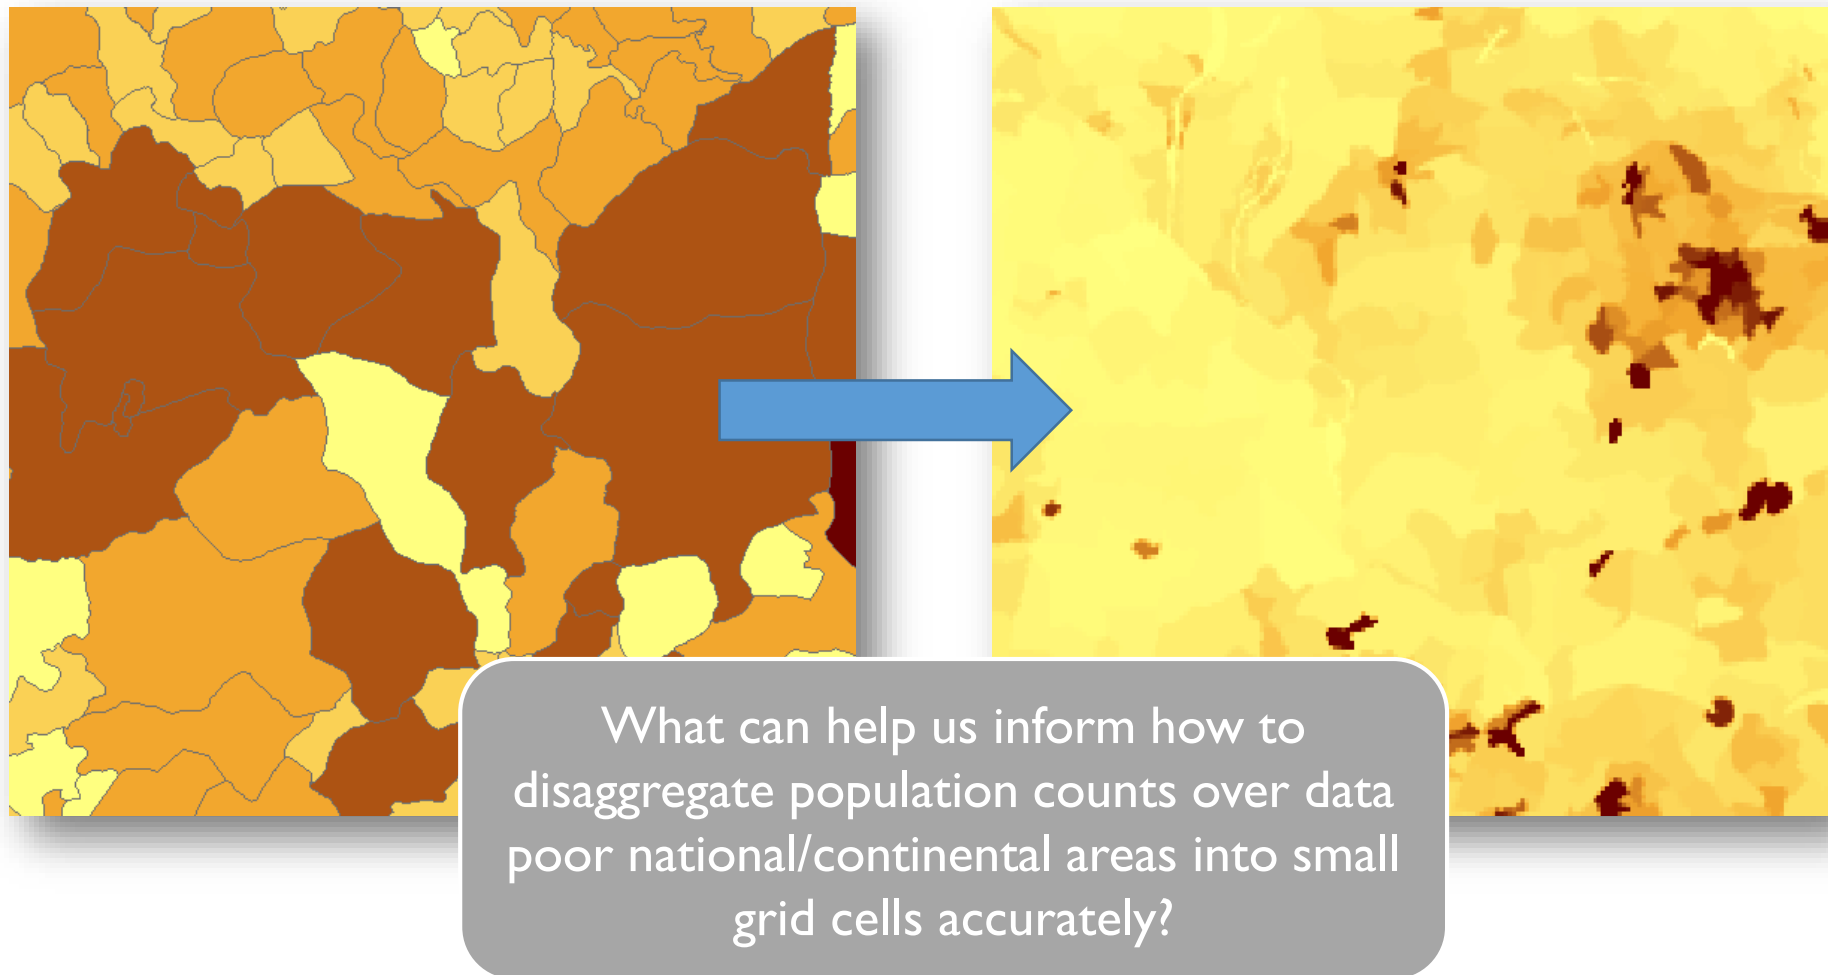 What can help us inform how to
disaggregate population counts over data
poor national/continental areas into small
grid cells accurately?